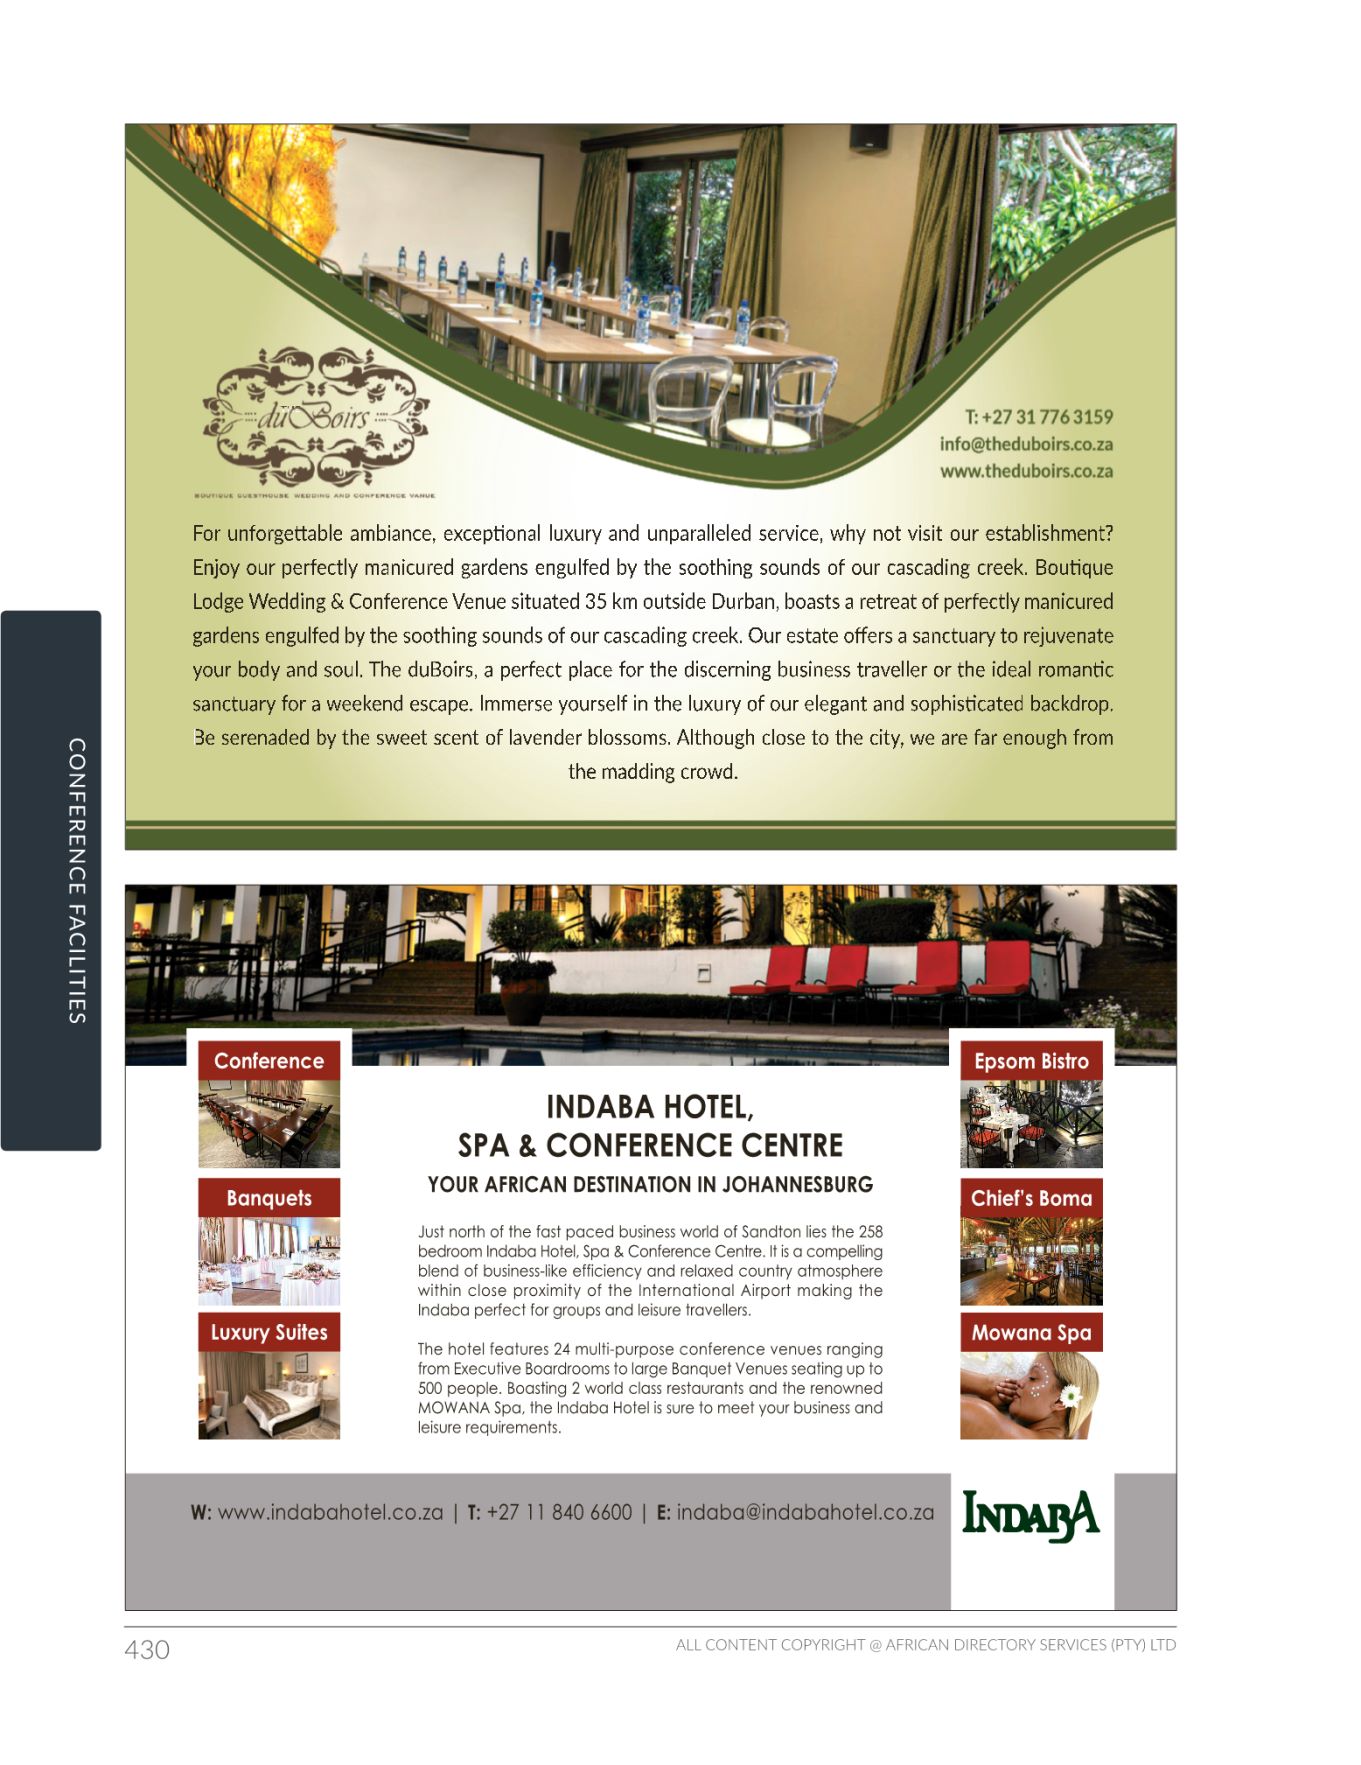 THE
duBoirs
BOUTIQUE GUESTHOUSE WEDDING AND CONFERENCE VANUE
T: +27 31 776 3159
info@theduboirs.co.za
www.theduboirs.co.za
For unforgettable ambiance, exceptional luxury and unparalleled service, why not visit our establishment?
Enjoy our perfectly manicured gardens engulfed by the soothing sounds of our cascading creek. Boutique
Lodge Wedding & Conference Venue situated 35 km outside Durban, boasts a retreat of perfectly manicured
gardens engulfed by the soothing sounds of our cascading creek. Our estate offers a sanctuary to rejuvenate
your body and soul. The duBoirs, a perfect place for the discerning business traveller or the ideal romantic
sanctuary for a weekend escape. Immerse yourself in the luxury of our elegant and sophisticated backdrop.
Be serenaded by the sweet scent of lavender blossoms. Although close to the city, we are far enough from
the madding crowd.
CONFERENCE FACILITIES
Conference
Banquets
Luxury Suites
INDABA HOTEL,
SPA & CONFERENCE CENTRE
YOUR AFRICAN DESTINATION IN JOHANNESBURG
Just north of the fast paced business world of Sandton lies the 258
bedroom Indaba Hotel, Spa & Conference Centre. It is a compelling
blend of business-like efficiency and relaxed country atmosphere
within close proximity of the International Airport making the
Indaba perfect for groups and leisure travellers.
The hotel features 24 multi-purpose conference venues ranging
from Executive Boardrooms to large Banquet Venues seating up to
500 people. Boasting 2 world class restaurants and the renowned
MOWANA Spa, the Indaba Hotel is sure to meet your business and
leisure requirements.
Epsom Bistro
Chief's Boma
Mowana Spa
W: www.indabahotel.co.za | T: +27 11 840 6600 | E: indaba@indabahotel.co.za
INDABA
430
ALL CONTENT COPYRIGHT @ AFRICAN DIRECTORY SERVICES (PTY) LTD